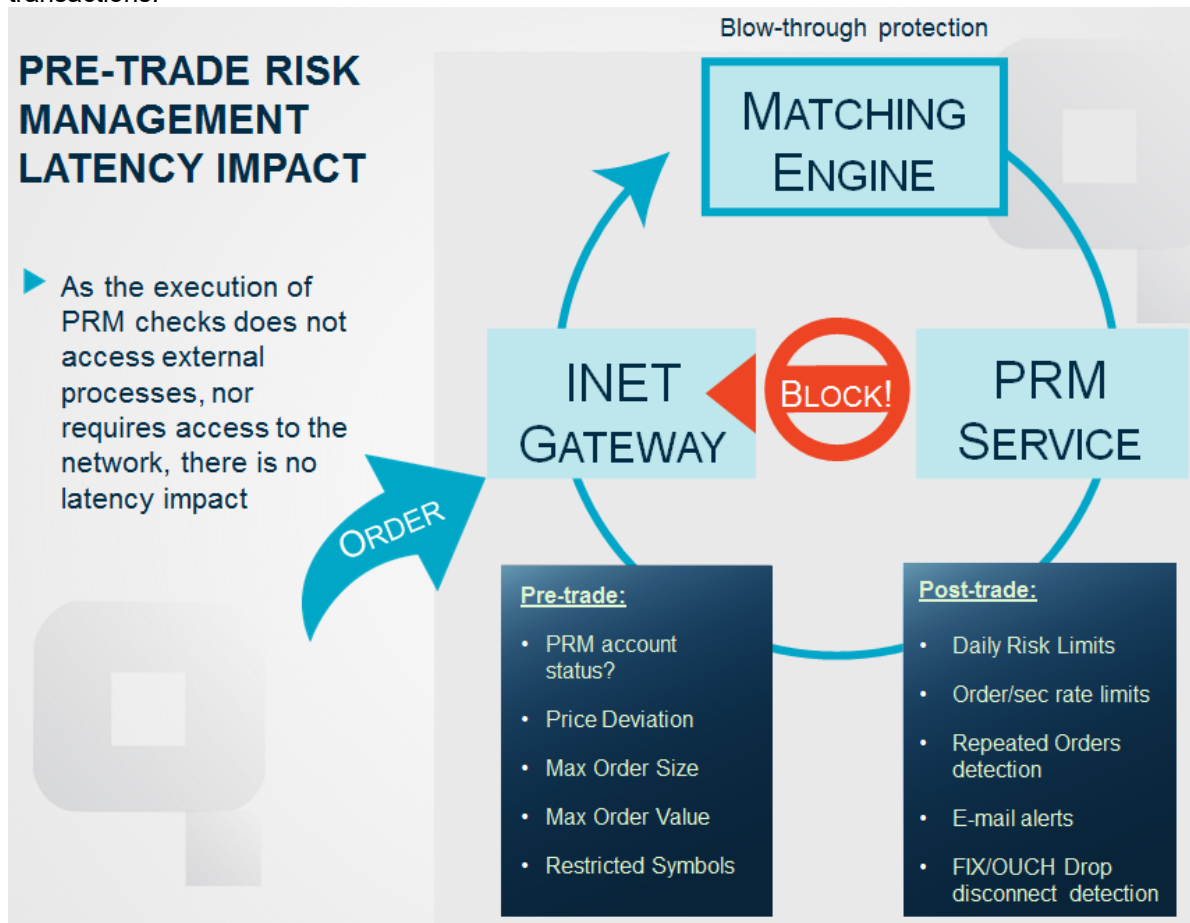 transactions.
Blow-through protection
PRE-TRADE RISK
MANAGEMENT
LATENCY IMPACT
MATCHING
ENGINE
As the execution of
PRM checks does not
access external
processes, nor
requires access to the
network, there is no
latency impact
INET
GATEWAY
BLOCK!
PRM
SERVICE
ORDER
Pre-trade:
• PRM account
status?
• Price Deviation
• Max Order Size
• Max Order Value
• Restricted Symbols
Post-trade:
• Daily Risk Limits
• Order/sec rate limits
• Repeated Orders
detection
• E-mail alerts
• FIX/OUCH Drop
disconnect detection